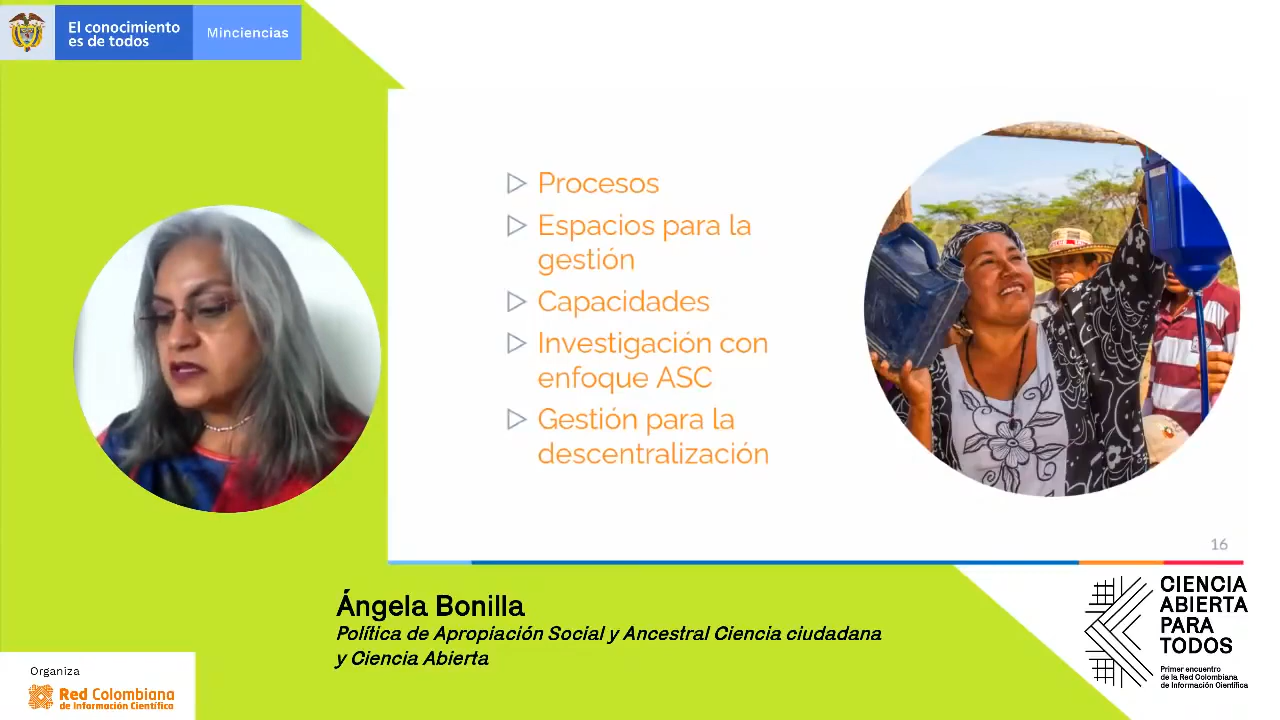 El conocimiento
es de todos
Minciencias
Procesos
Espacios para la
gestión
Capacidades
Investigación con
enfoque ASC
Gestión para la
descentralización
16
Ángela Bonilla
Política de Apropiación Social y Ancestral Ciencia ciudadana
y Ciencia Abierta
CIENCIA
ABIERTA
PARA
TODOS
Primer encuentro
de la Red Colombiana
de Información Científica
Organiza
Red Colombiana
de Información Científica